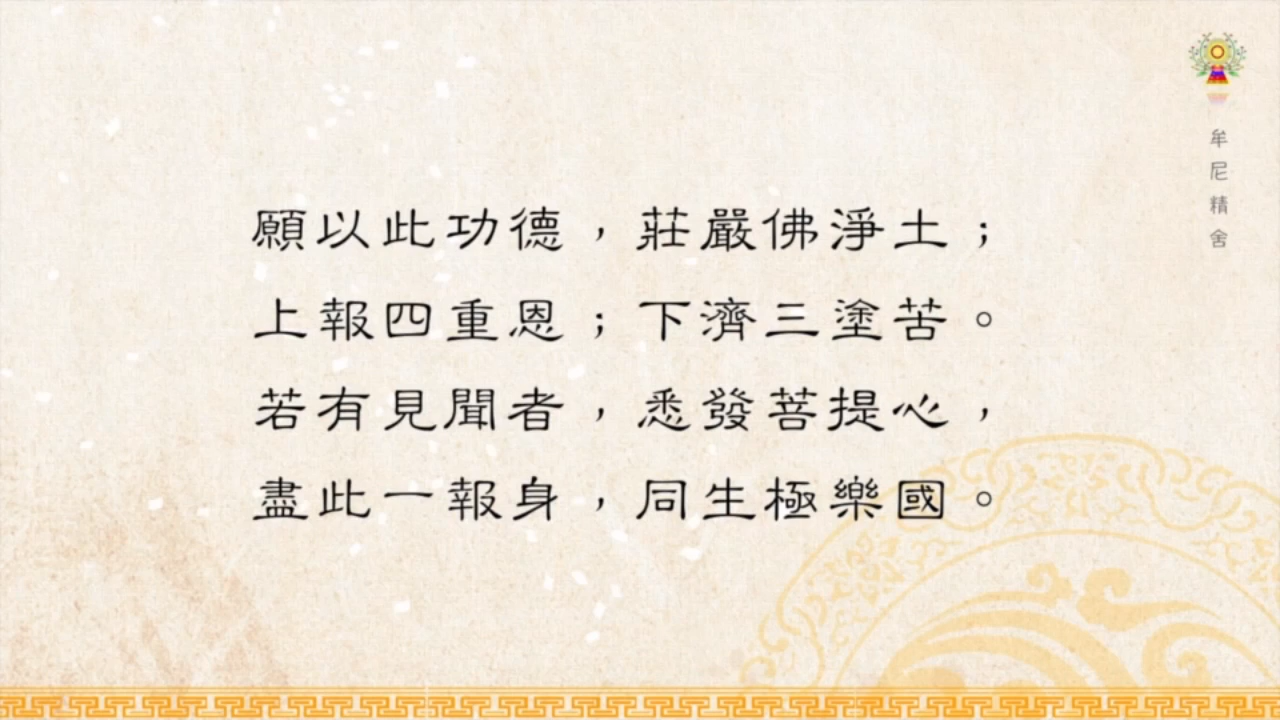 願以此功德，莊嚴佛淨土；
上報四重恩；下濟三塗苦。
若有見聞者，悉發菩提心，
盡此一報身，同生極樂國。
牟尼精舍